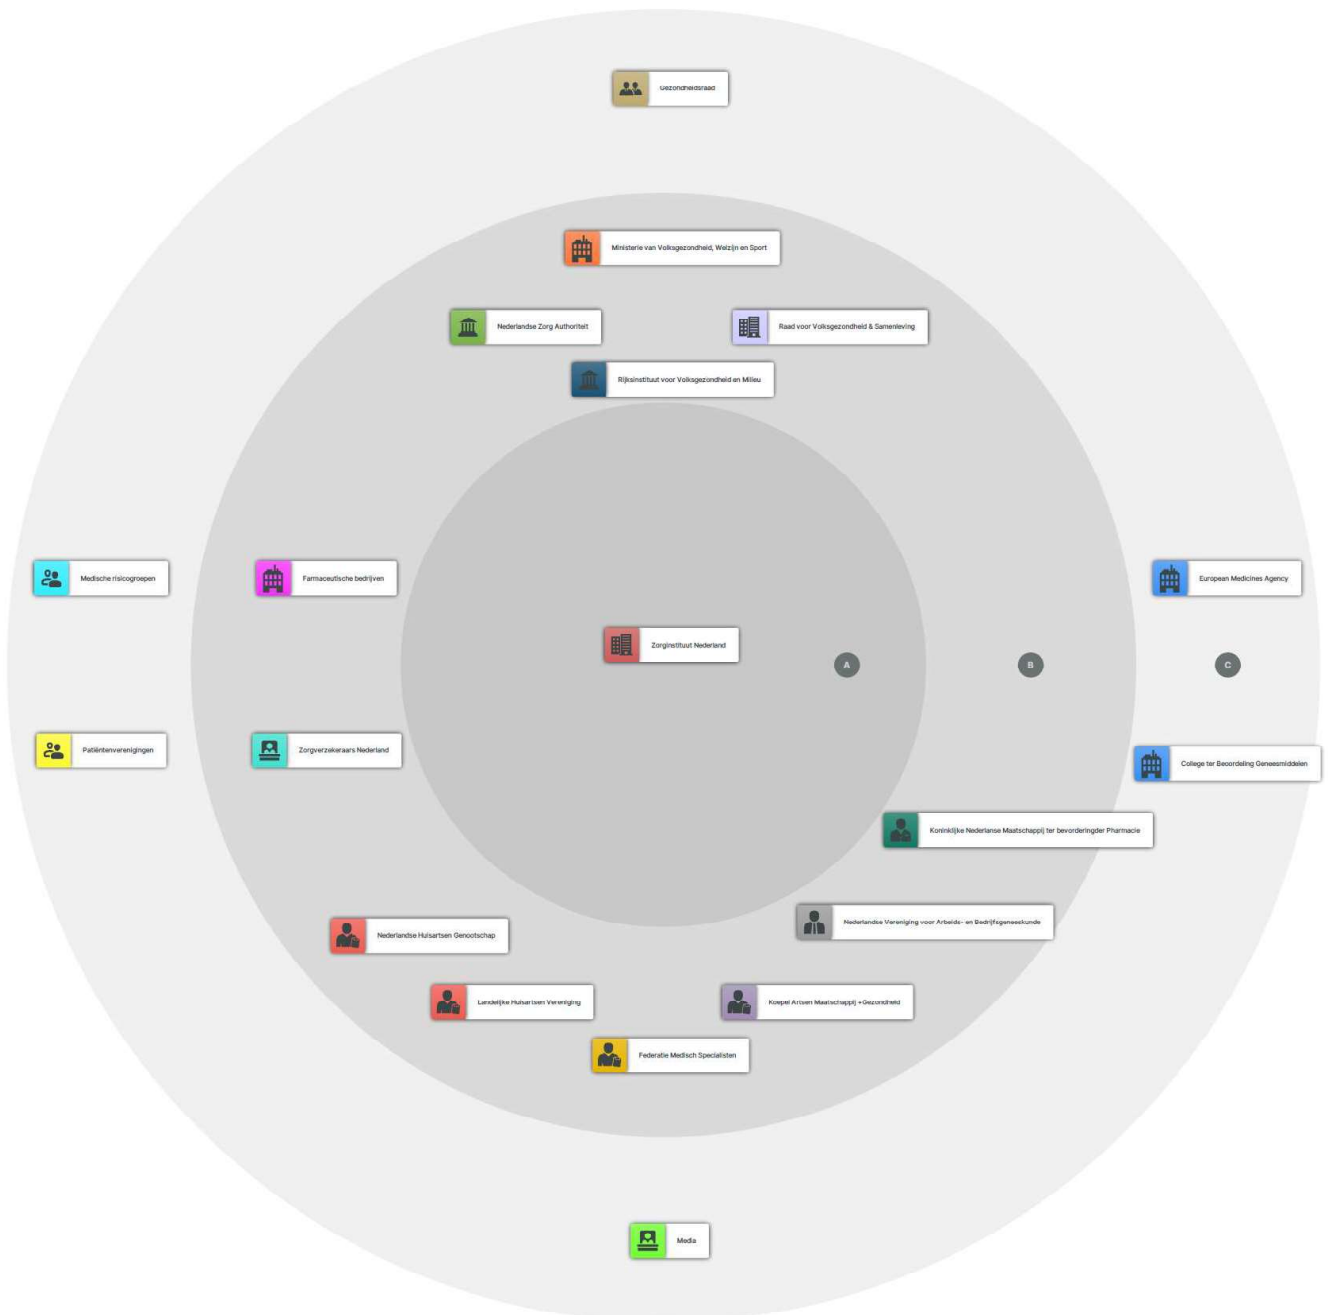 Gezondheidsraad
Ministerie van Volksgezondheid, Welzijn en Sport
Nederlandse Zorg Authoriteit
Raad voor Volksgezondheid & Samenleving
Rijksinstituut voor Volksgezondheid en Milieu
Medische risicogroepen
Farmaceutische bedrijven
European Medicines Agency
Zorginstituut Nederland
A
B
C
Patiëntenverenigingen
Zorgverzekeraars Nederland
College ter Beoordeling Geneesmiddelen
Koninklijke Nederlanse Maatschappij ter bevorderingder Pharmacie
Nederlandse Vereniging voor Arbeids- en Bedrijfsgeneeskunde
Nederlandse Huisartsen Genootschap
Landelijke Huisartsen Vereniging
Koepel Artsen Maatschappij +Gezondheid
Federatie Medisch Specialisten
Media